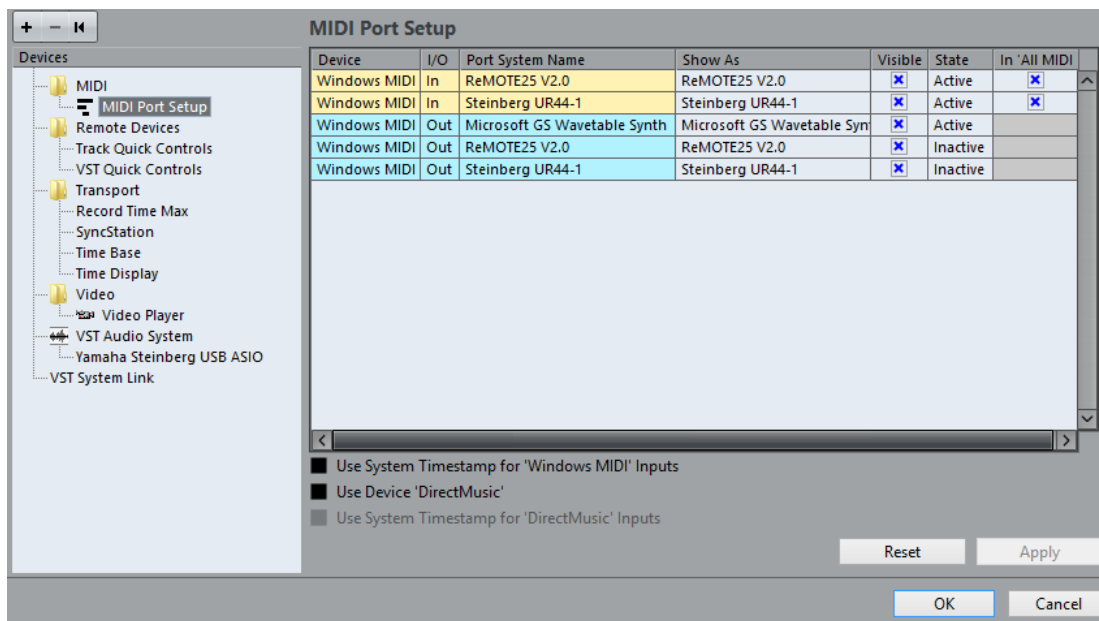 MIDI Port Setup
Devices
MIDI
MIDI Port Setup
Remote Devices
Track Quick Controls
VST Quick Controls
Transport
Record Time Max
SyncStation
Time Base
Time Display
Video
Video Player
VST Audio System
Yamaha Steinberg USB ASIO
VST System Link
Device I/O Port System Name Show As Visible State In 'All MIDI
Windows MIDI In ReMOTE25 V2.0 ReMOTE25 V2.0 Active
Windows MIDI In Steinberg UR44-1 Steinberg UR44-1 Active
Windows MIDI Out Microsoft GS Wavetable Synth Microsoft GS Wavetable Syn Active
Windows MIDI Out ReMOTE25 V2.0 ReMOTE25 V2.0 Inactive
Windows MIDI Out Steinberg UR44-1 Steinberg UR44-1 Inactive
Use System Timestamp for 'Windows MIDI' Inputs
Use Device 'DirectMusic'
Use System Timestamp for 'DirectMusic' Inputs
Reset Apply
OK Cancel